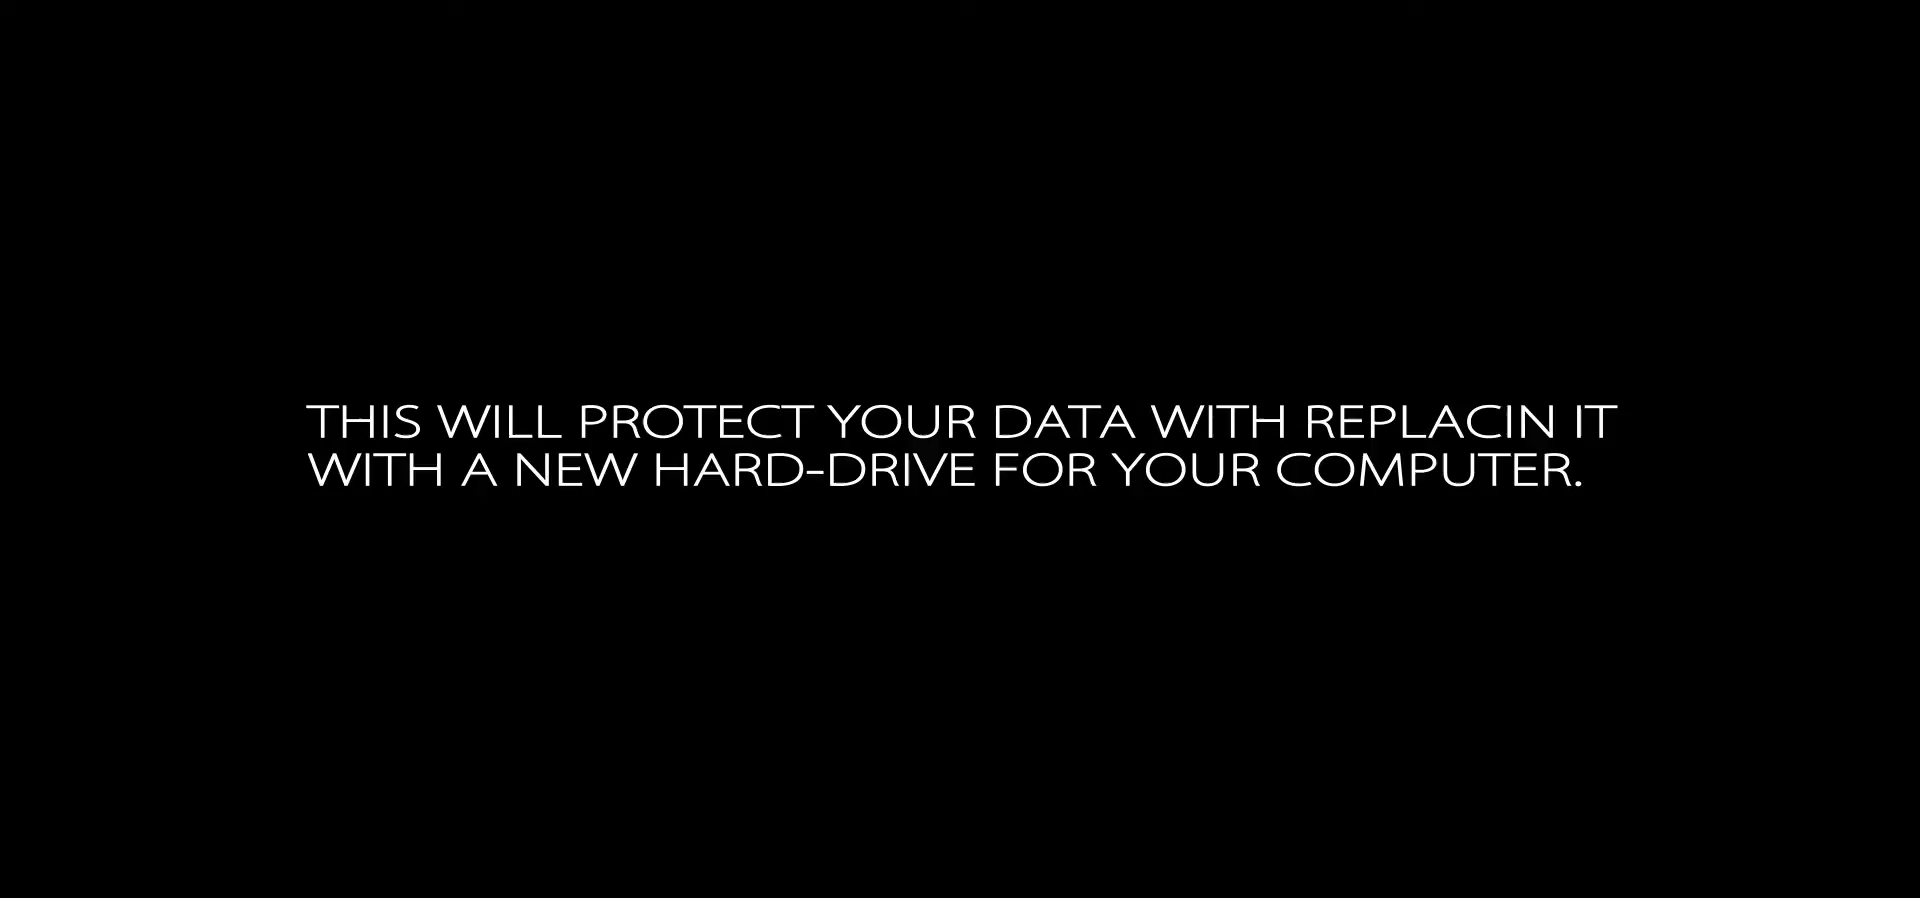 THIS WILL PROTECT YOUR DATA WITH REPLACIN IT
WITH A NEW HARD-DRIVE FOR YOUR COMPUTER.